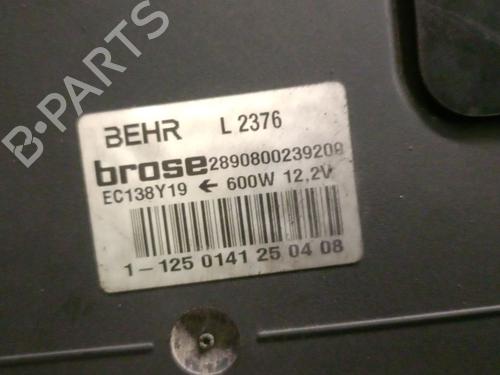 B-PARTS
BEHR L 2376
brose 2890800239209
EC138Y19 ← 600W 12,2V
1-125 0141 25 04 08